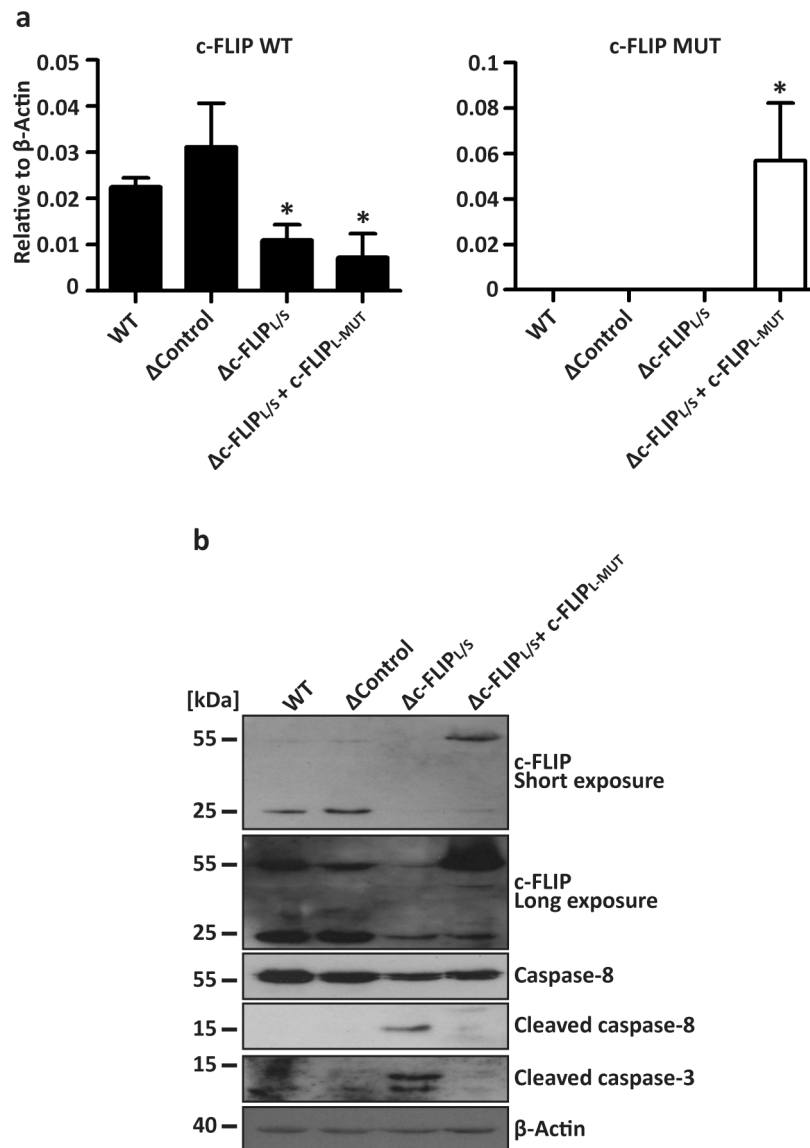 a
c-FLIP WT
Relative to β-Actin
0.05
0.04
0.03
0.02
0.01
0
*
*
WT
ΔControl
Δc-FLIPL/S
Δc-FLIPL/S + c-FLIPL-MUT
c-FLIP MUT
0.1
0.08
0.06
0.04
0.02
0
*
WT
ΔControl
Δc-FLIPL/S
Δc-FLIPL/S + c-FLIPL-MUT
b
[kDa]
WT
ΔControl
Δc-FLIPL/S
Δc-FLIPL/S+ c-FLIPL-MUT
55
25
c-FLIP
Short exposure
55
25
c-FLIP
Long exposure
55
Caspase-8
15
Cleaved caspase-8
15
Cleaved caspase-3
40
β-Actin